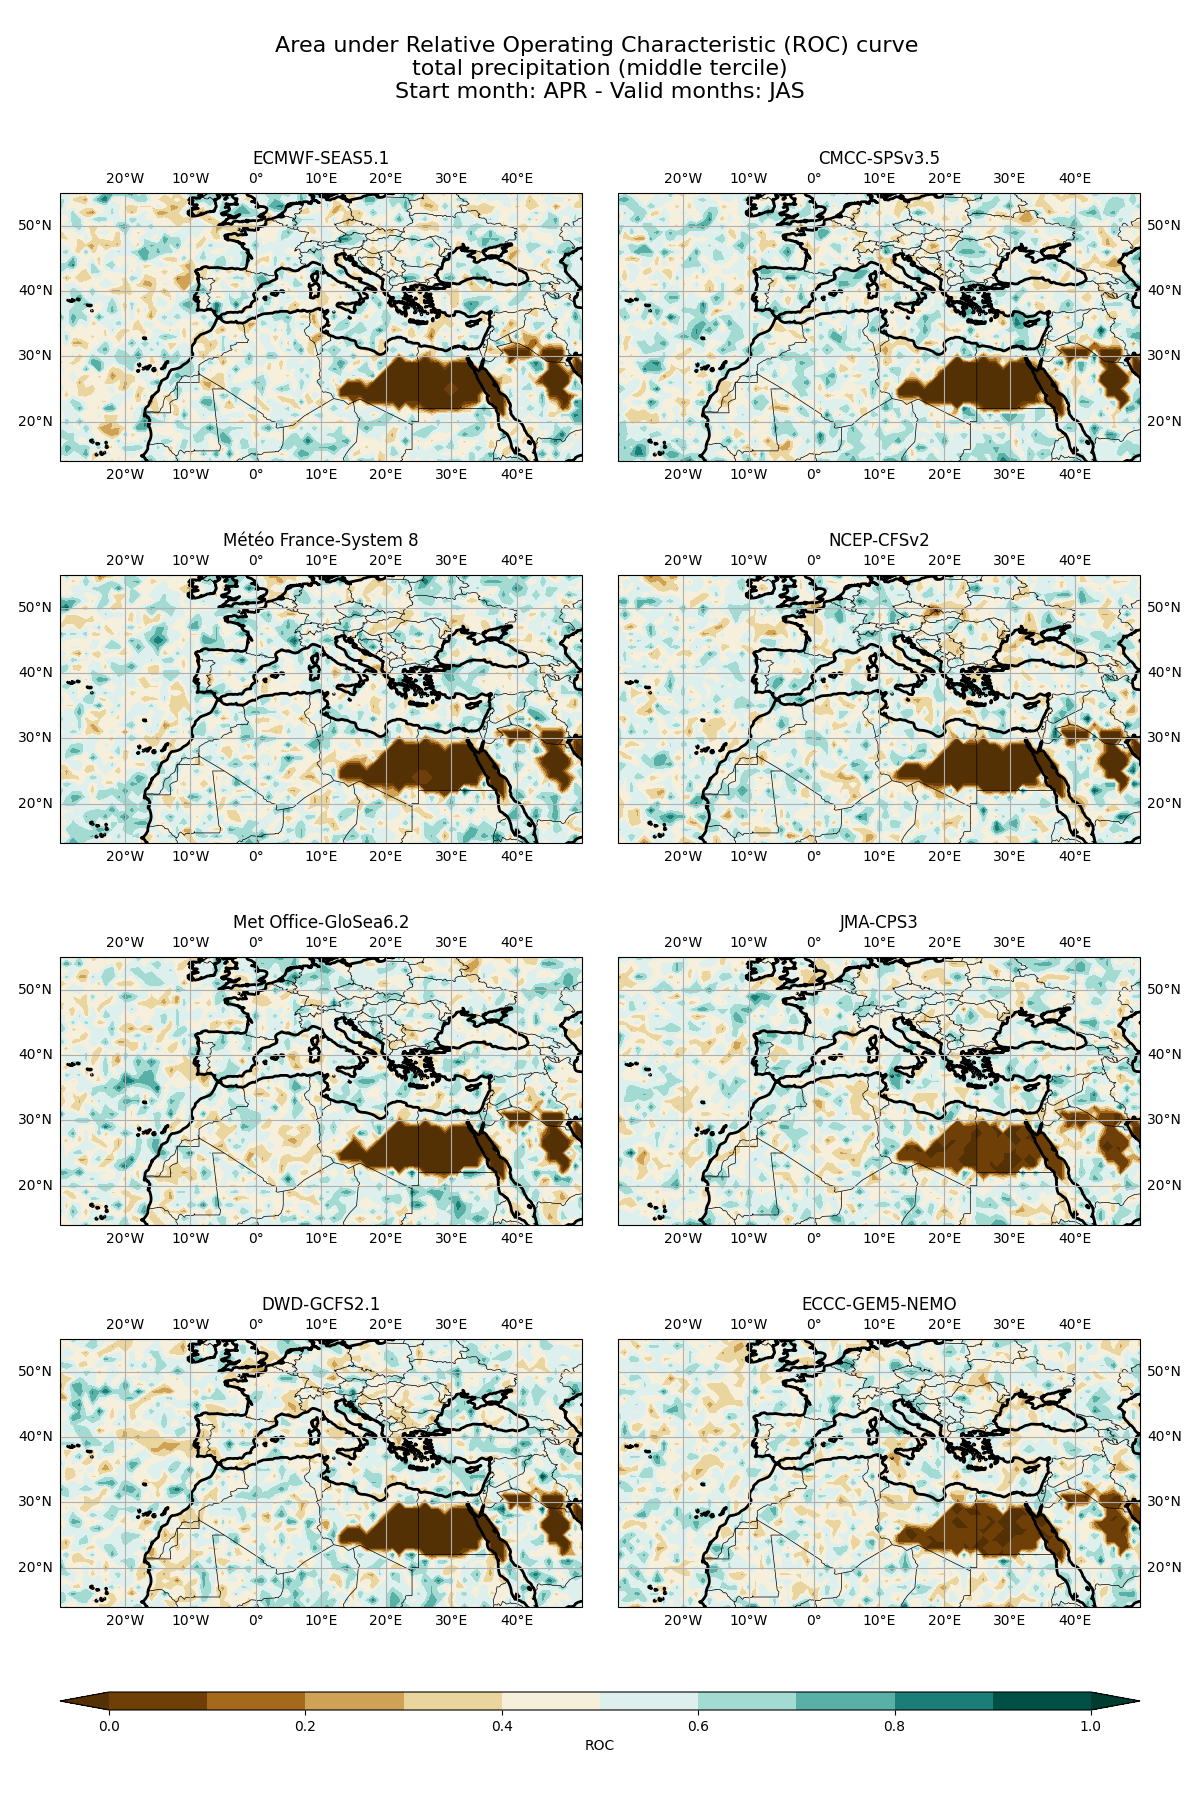 Area under Relative Operating Characteristic (ROC) curve
total precipitation (middle tercile)
Start month: APR - Valid months: JAS
ECMWF-SEAS5.1
20°W 10°W 0° 10°E 20°E 30°E 40°E
50°N
40°N
30°N
20°N
20°W 10°W 0° 10°E 20°E 30°E 40°E
CMCC-SPSv3.5
20°W 10°W 0° 10°E 20°E 30°E 40°E
50°N
40°N
30°N
20°N
20°W 10°W 0° 10°E 20°E 30°E 40°E
Météo France-System 8
20°W 10°W 0° 10°E 20°E 30°E 40°E
50°N
40°N
30°N
20°N
20°W 10°W 0° 10°E 20°E 30°E 40°E
NCEP-CFSv2
20°W 10°W 0° 10°E 20°E 30°E 40°E
50°N
40°N
30°N
20°N
20°W 10°W 0° 10°E 20°E 30°E 40°E
Met Office-GloSea6.2
20°W 10°W 0° 10°E 20°E 30°E 40°E
50°N
40°N
30°N
20°N
20°W 10°W 0° 10°E 20°E 30°E 40°E
JMA-CPS3
20°W 10°W 0° 10°E 20°E 30°E 40°E
50°N
40°N
30°N
20°N
20°W 10°W 0° 10°E 20°E 30°E 40°E
DWD-GCFS2.1
20°W 10°W 0° 10°E 20°E 30°E 40°E
50°N
40°N
30°N
20°N
20°W 10°W 0° 10°E 20°E 30°E 40°E
ECCC-GEM5-NEMO
20°W 10°W 0° 10°E 20°E 30°E 40°E
50°N
40°N
30°N
20°N
20°W 10°W 0° 10°E 20°E 30°E 40°E
0.0 0.2 0.4 0.6 0.8 1.0
ROC